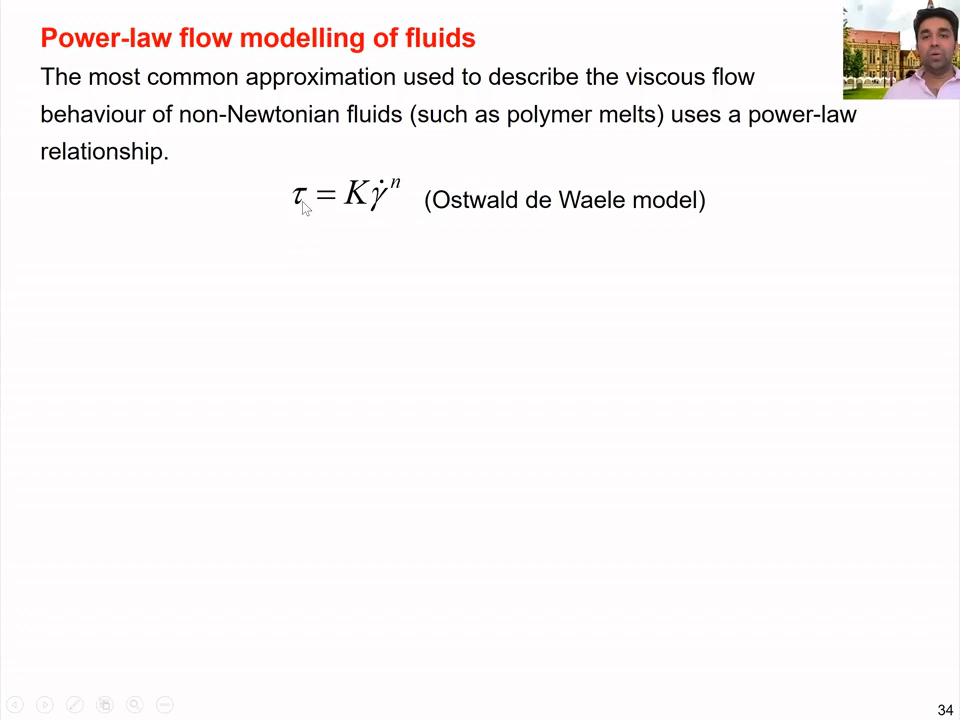 Power-law flow modelling of fluids
The most common approximation used to describe the viscous flow
behaviour of non-Newtonian fluids (such as polymer melts) uses a power-law
relationship.
τ = Kγ̇ⁿ (Ostwald de Waele model)
34